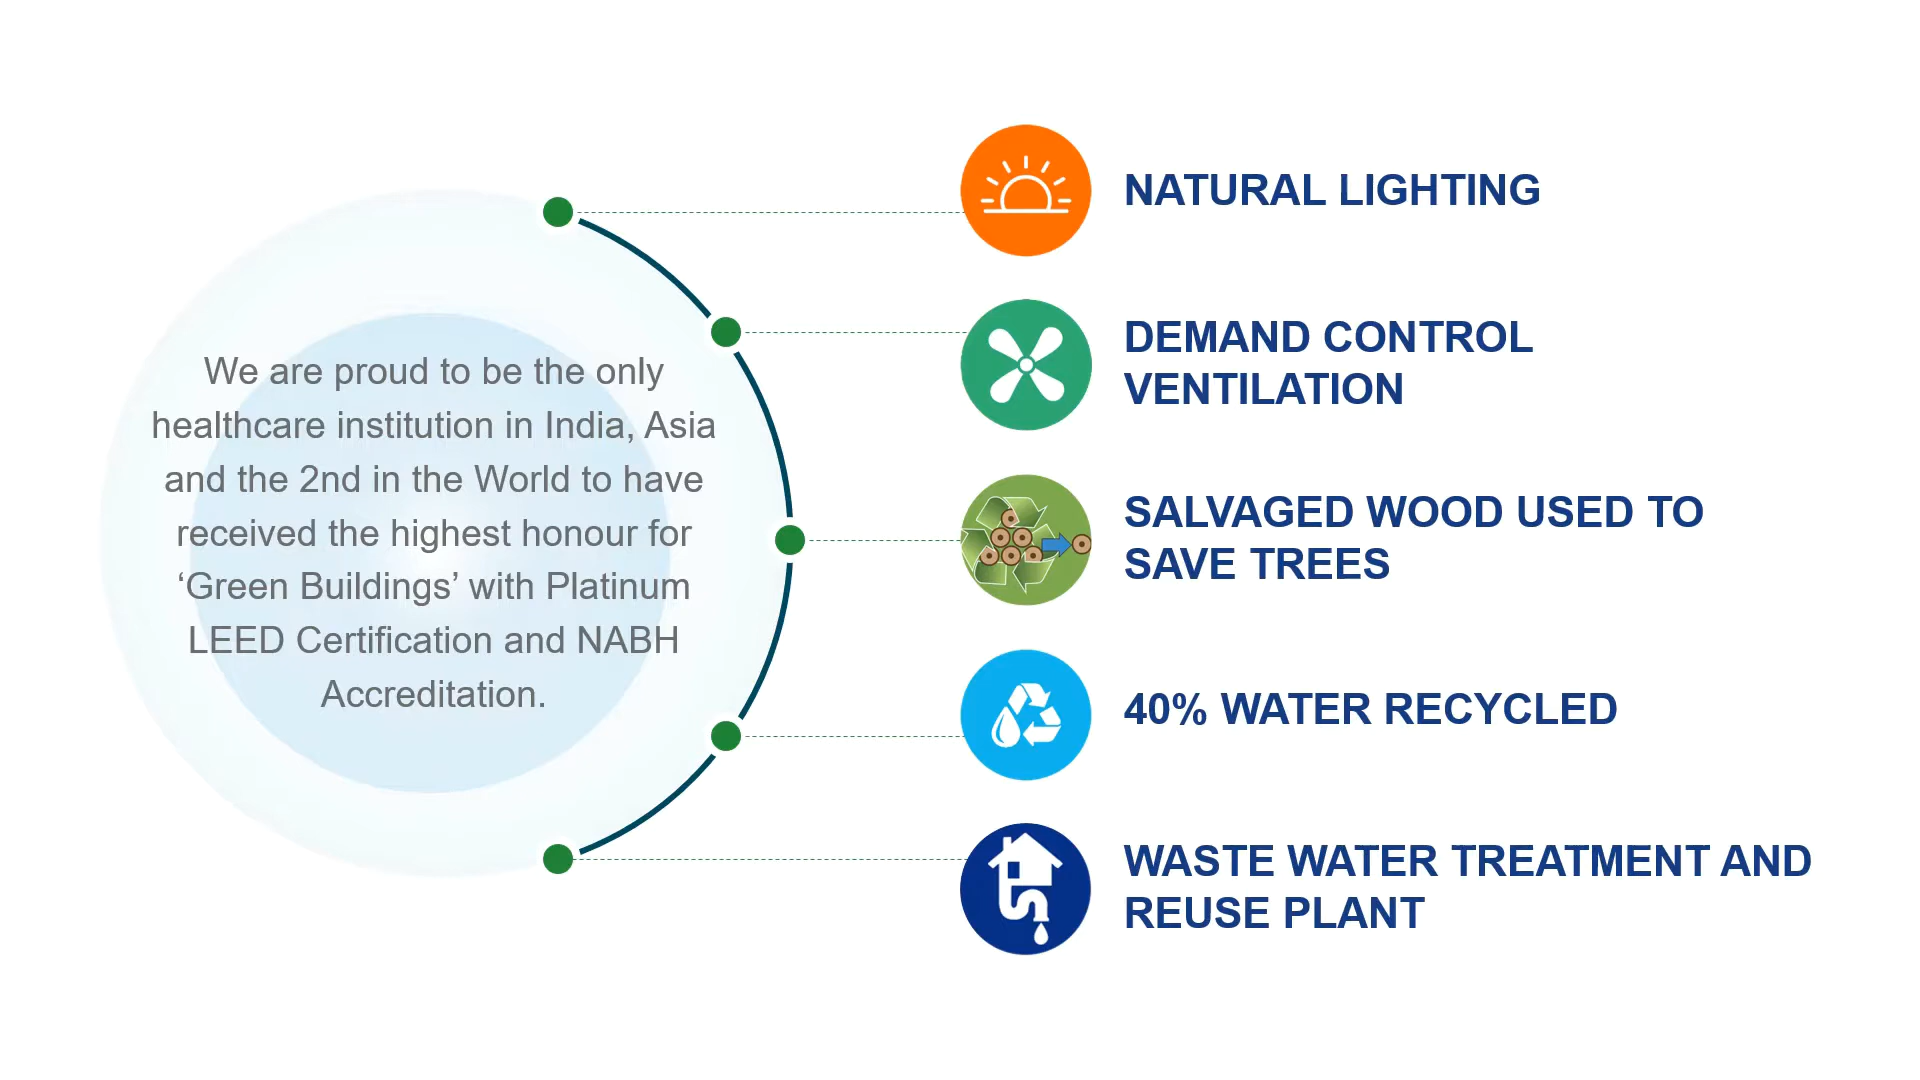 We are proud to be the only
healthcare institution in India, Asia
and the 2nd in the World to have
received the highest honour for
‘Green Buildings’ with Platinum
LEED Certification and NABH
Accreditation.
NATURAL LIGHTING
DEMAND CONTROL
VENTILATION
SALVAGED WOOD USED TO
SAVE TREES
40% WATER RECYCLED
WASTE WATER TREATMENT AND
REUSE PLANT